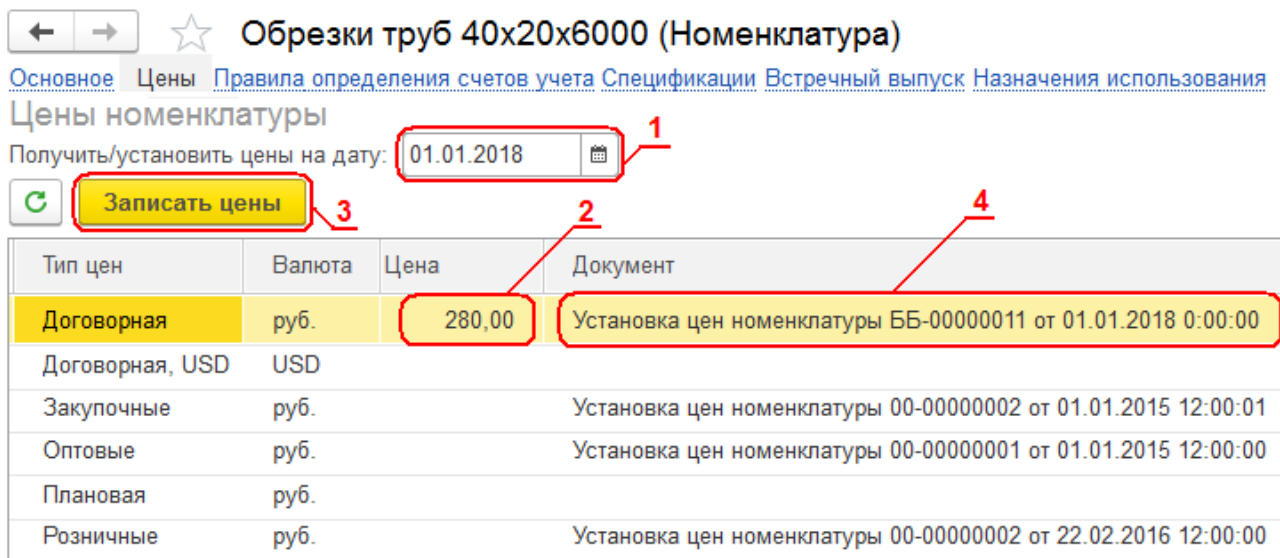 Обрезки труб 40х20х6000 (Номенклатура)
Основное Цены Правила определения счетов учета Спецификации Встречный выпуск Назначения использования
Цены номенклатуры
1
Получить/установить цены на дату: 01.01.2018
Записать цены 3 2 4
Тип цен Валюта Цена Документ
Договорная руб. 280,00 Установка цен номенклатуры ББ-00000011 от 01.01.2018 0:00:00
Договорная, USD USD
Закупочные руб. Установка цен номенклатуры 00-00000002 от 01.01.2015 12:00:01
Оптовые руб. Установка цен номенклатуры 00-00000001 от 01.01.2015 12:00:00
Плановая руб.
Розничные руб. Установка цен номенклатуры 00-00000002 от 22.02.2016 12:00:00